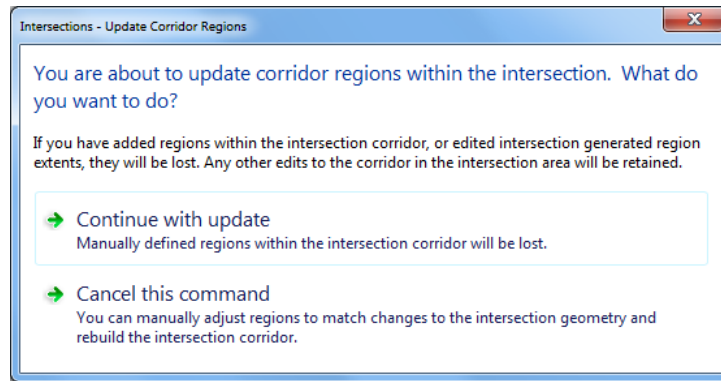 Intersections - Update Corridor Regions
You are about to update corridor regions within the intersection.  What do
you want to do?
If you have added regions within the intersection corridor, or edited intersection generated region
extents, they will be lost. Any other edits to the corridor in the intersection area will be retained.
Continue with update
Manually defined regions within the intersection corridor will be lost.
Cancel this command
You can manually adjust regions to match changes to the intersection geometry and
rebuild the intersection corridor.